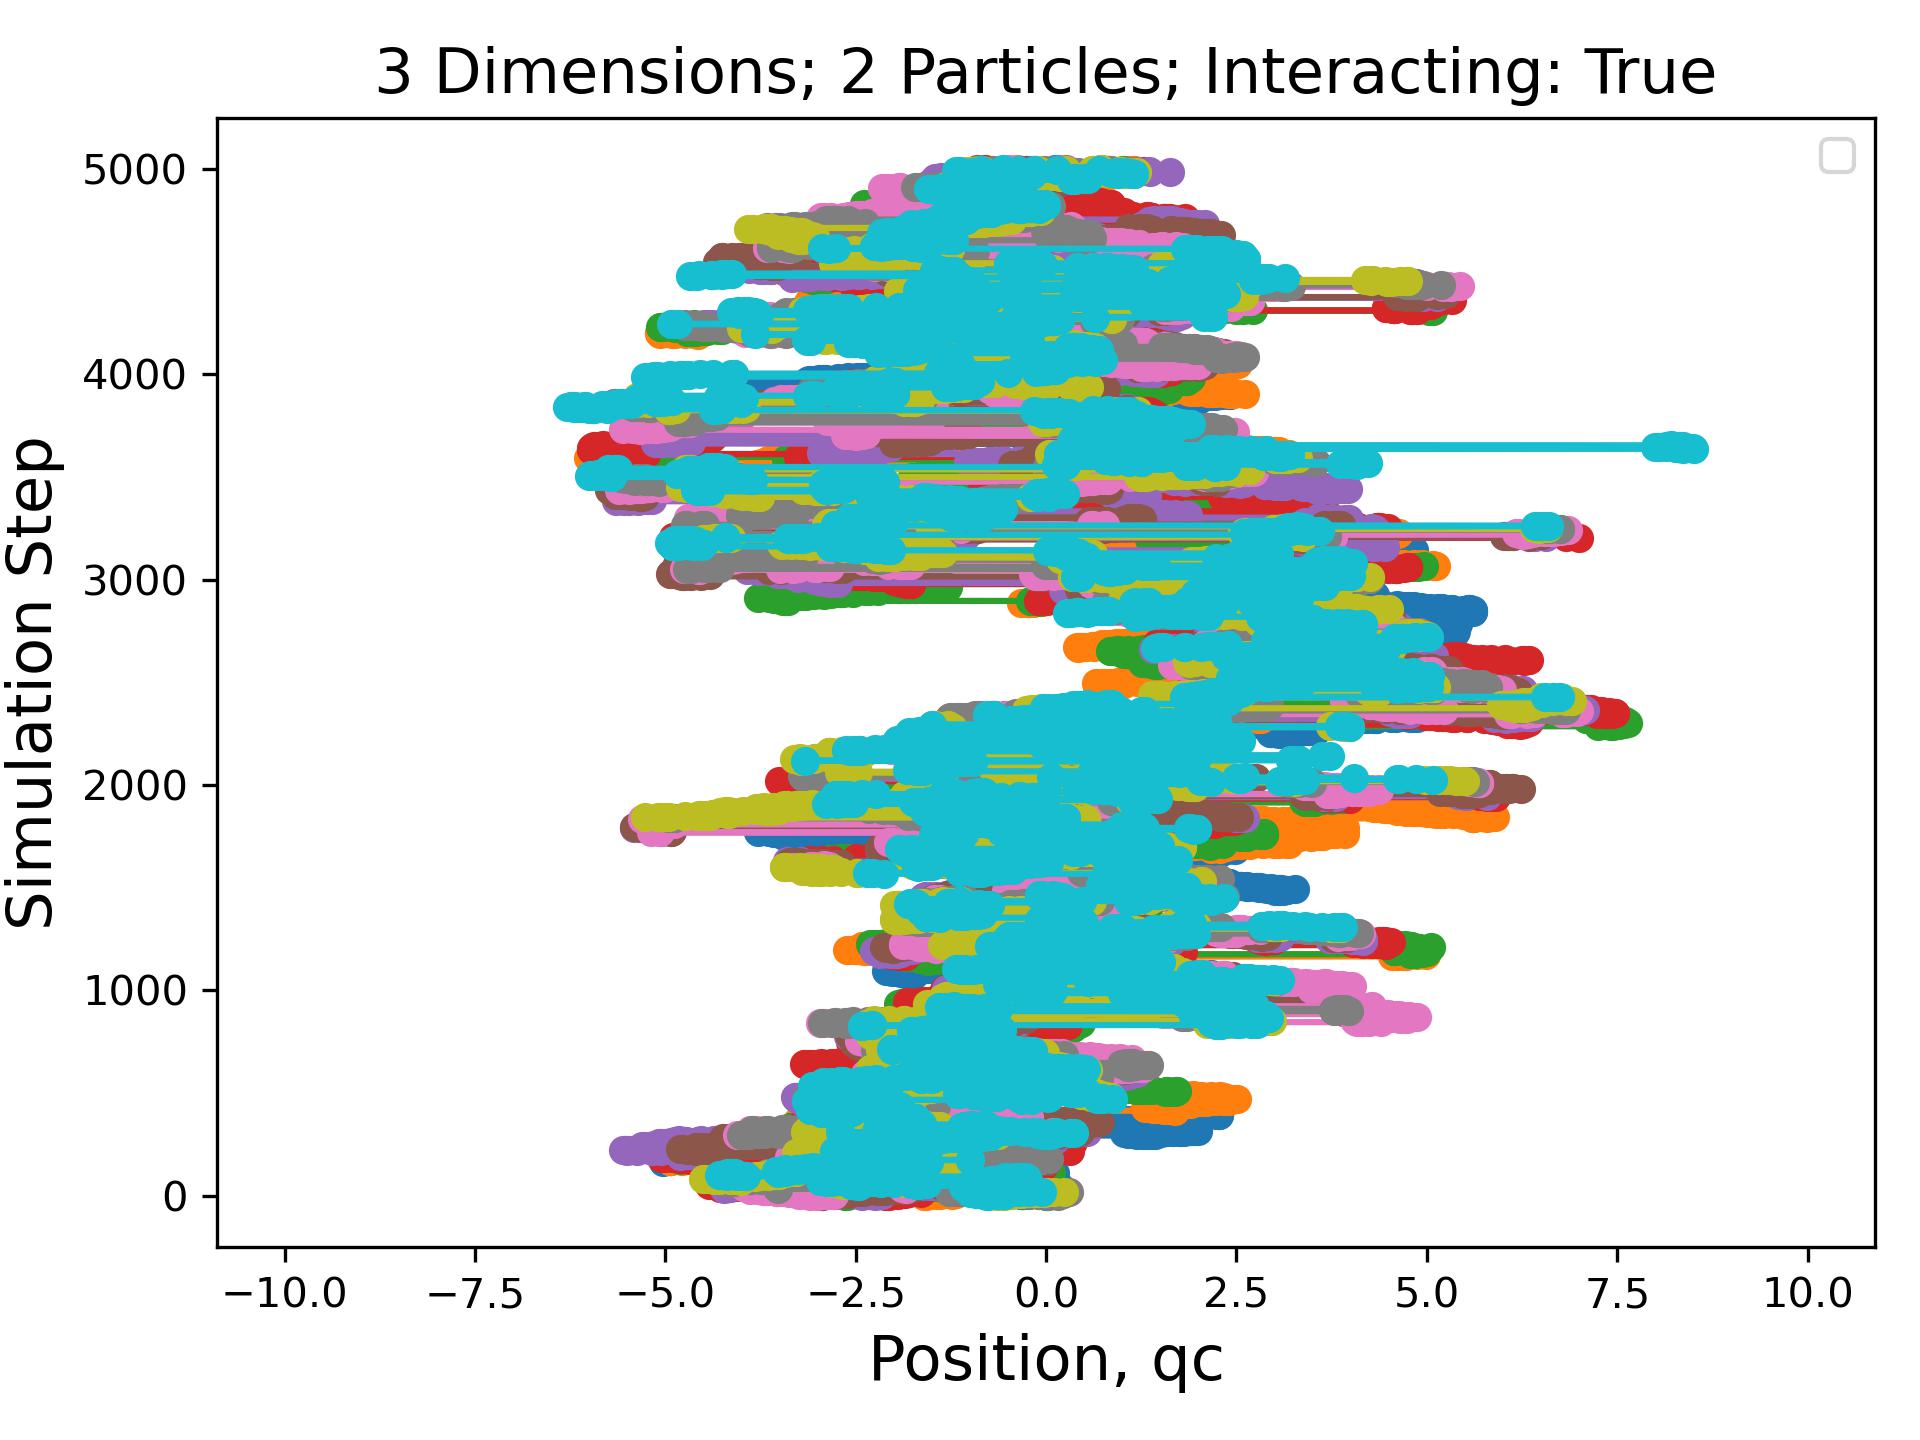 3 Dimensions; 2 Particles; Interacting: True
5000
4000
3000
2000
1000
0
Simulation Step
−10.0 −7.5 −5.0 −2.5 0.0 2.5 5.0 7.5 10.0
Position, qc